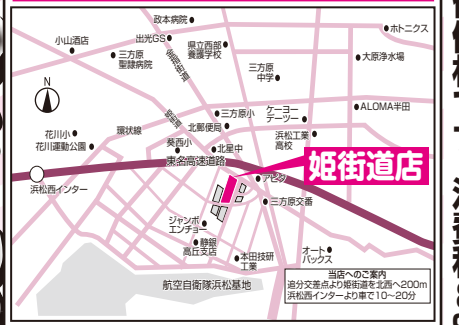 政本病院
ホトニクス
小山酒店
出光GS
県立西部
養護学校
三方原
聖隷病院
大原浄水場
三方原
中学
N
ALOMA半田
三方原小
ケーヨー
デーツー
環状線
北郵便局
花川小
花川運動公園
浜松工業
高校
葵西小
北星中
東名高速道路
姫街道店
アピタ
浜松西インター
三方原交番
ジャンボ
エンチョー
静銀
高丘支店
本田技研
工業
オート
バックス
航空自衛隊浜松基地
当店へのご案内
追分交差点より姫街道を北西へ200m
浜松西インターより車で10〜20分